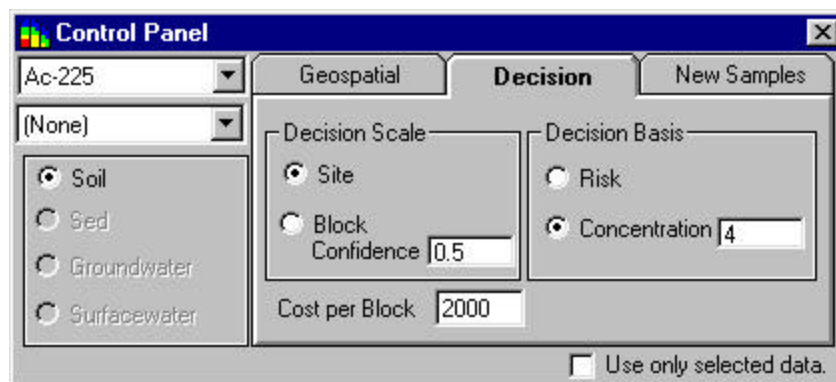 Control Panel
Ac-225
(None)
Soil
Sed
Groundwater
Surfacewater
Geospatial
Decision
New Samples
Decision Scale
Site
Block
Confidence 0.5
Decision Basis
Risk
Concentration 4
Cost per Block 2000
Use only selected data.